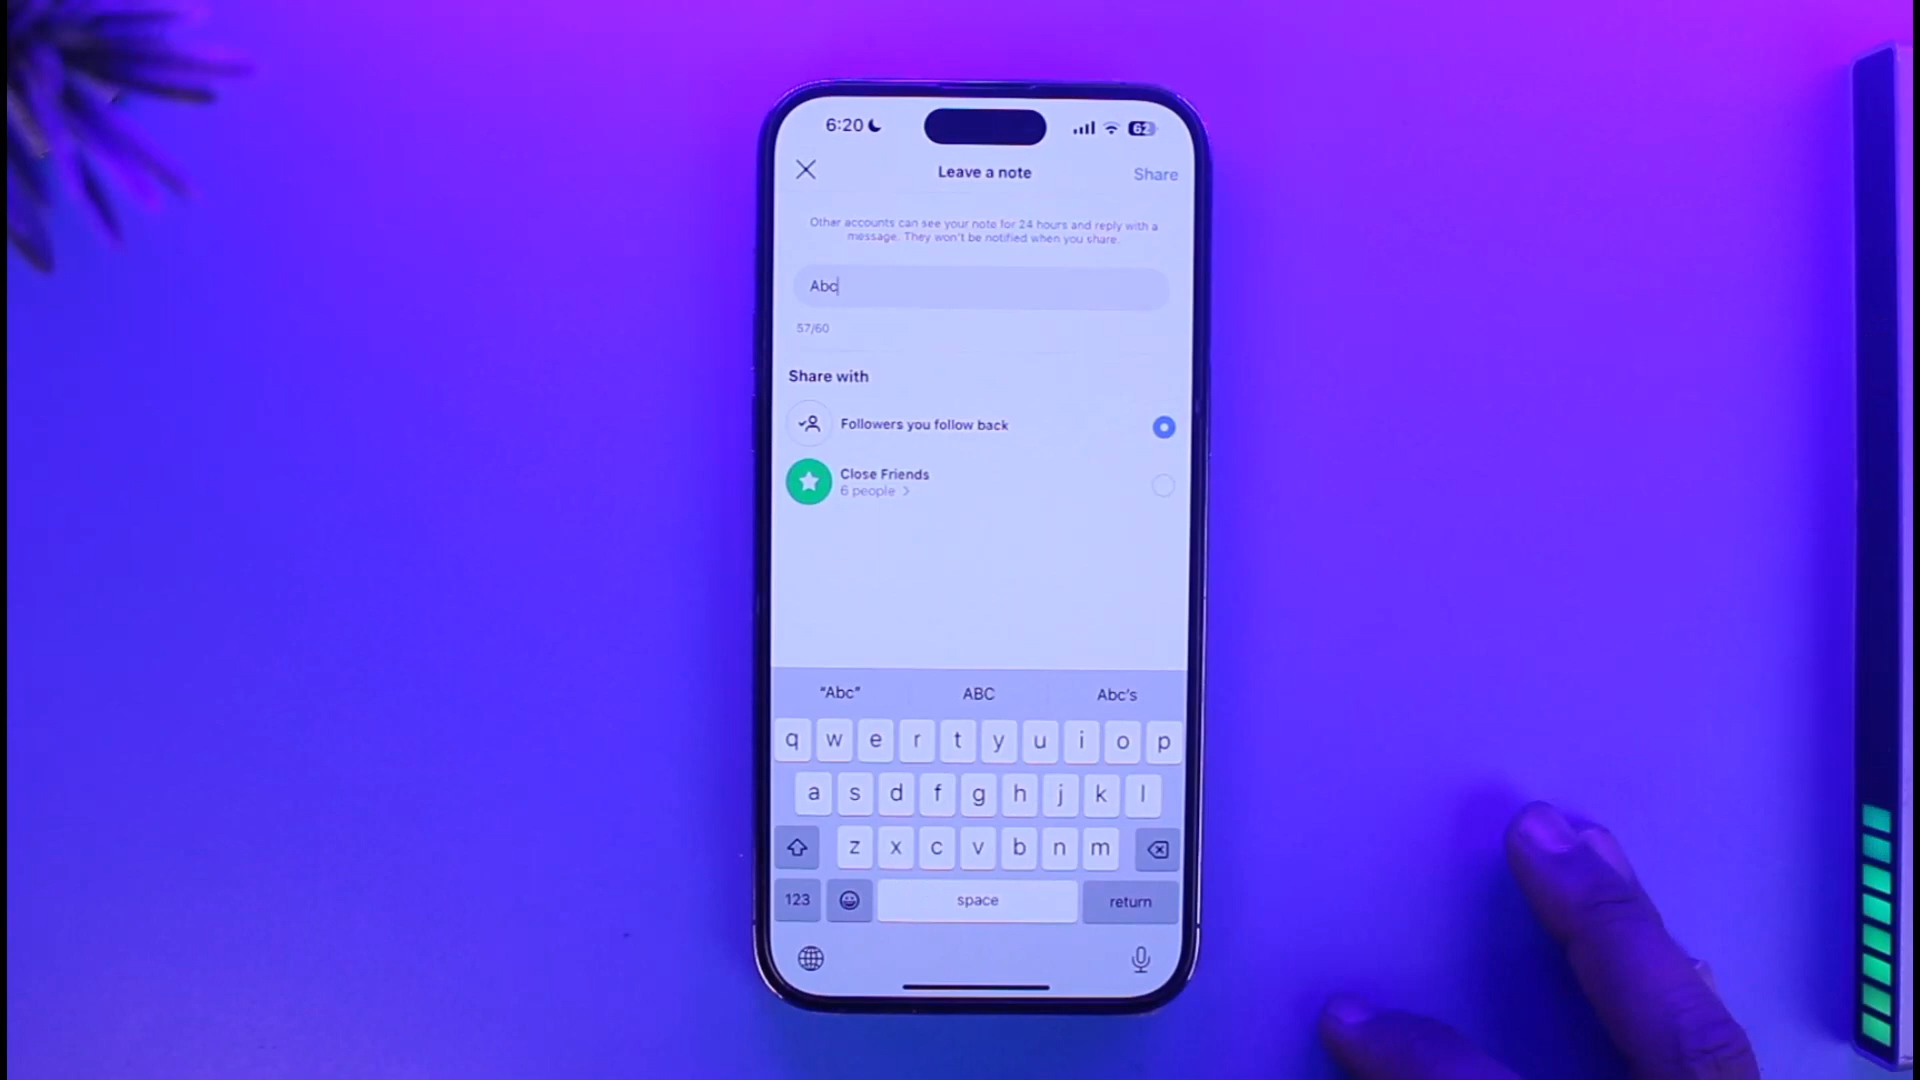 6:20
62
Leave a note
Share
Other accounts can see your note for 24 hours and reply with a
message. They won't be notified when you share.
Abc
57/60
Share with
Followers you follow back
Close Friends
6 people >
"Abc" ABC Abc's
q w e r t y u i o p
a s d f g h j k l
z x c v b n m
123 space return